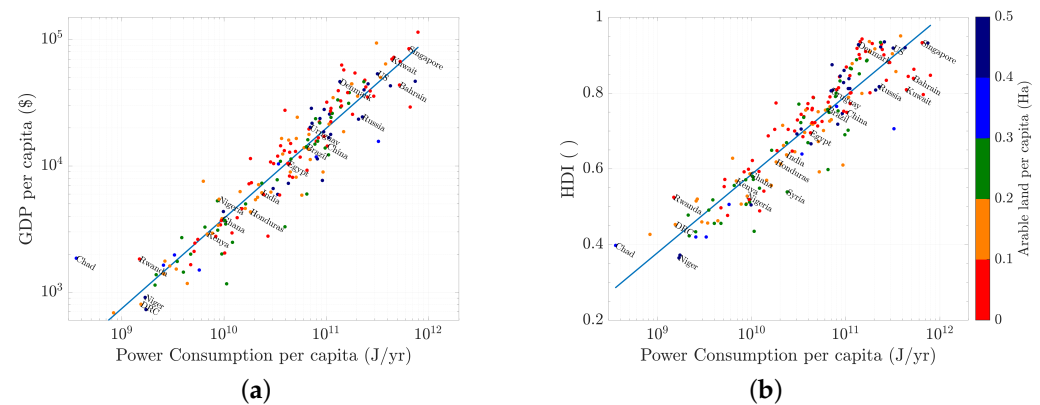 10^5
10^4
10^3
GDP per capita ($)
Singapore
Kuwait
US
Bahrain
Denmark
Russia
Uruguay
China
Brazil
Egypt
India
Nigeria
Honduras
Ghana
Kenya
Chad
Rwanda
Niger
DRC
10^9
10^10
10^11
10^12
Power Consumption per capita (J/yr)
(a)
1
0.8
0.6
0.4
0.2
HDI ( )
Denmark
US
Singapore
Russia
Kuwait
Bahrain
China
Brazil
Egypt
India
Honduras
Ghana
Kenya
Syria
Nigeria
Rwanda
DRC
Chad
Niger
10^9
10^10
10^11
10^12
Power Consumption per capita (J/yr)
(b)
0.5
0.4
0.3
0.2
0.1
0
Arable land per capita (Ha)